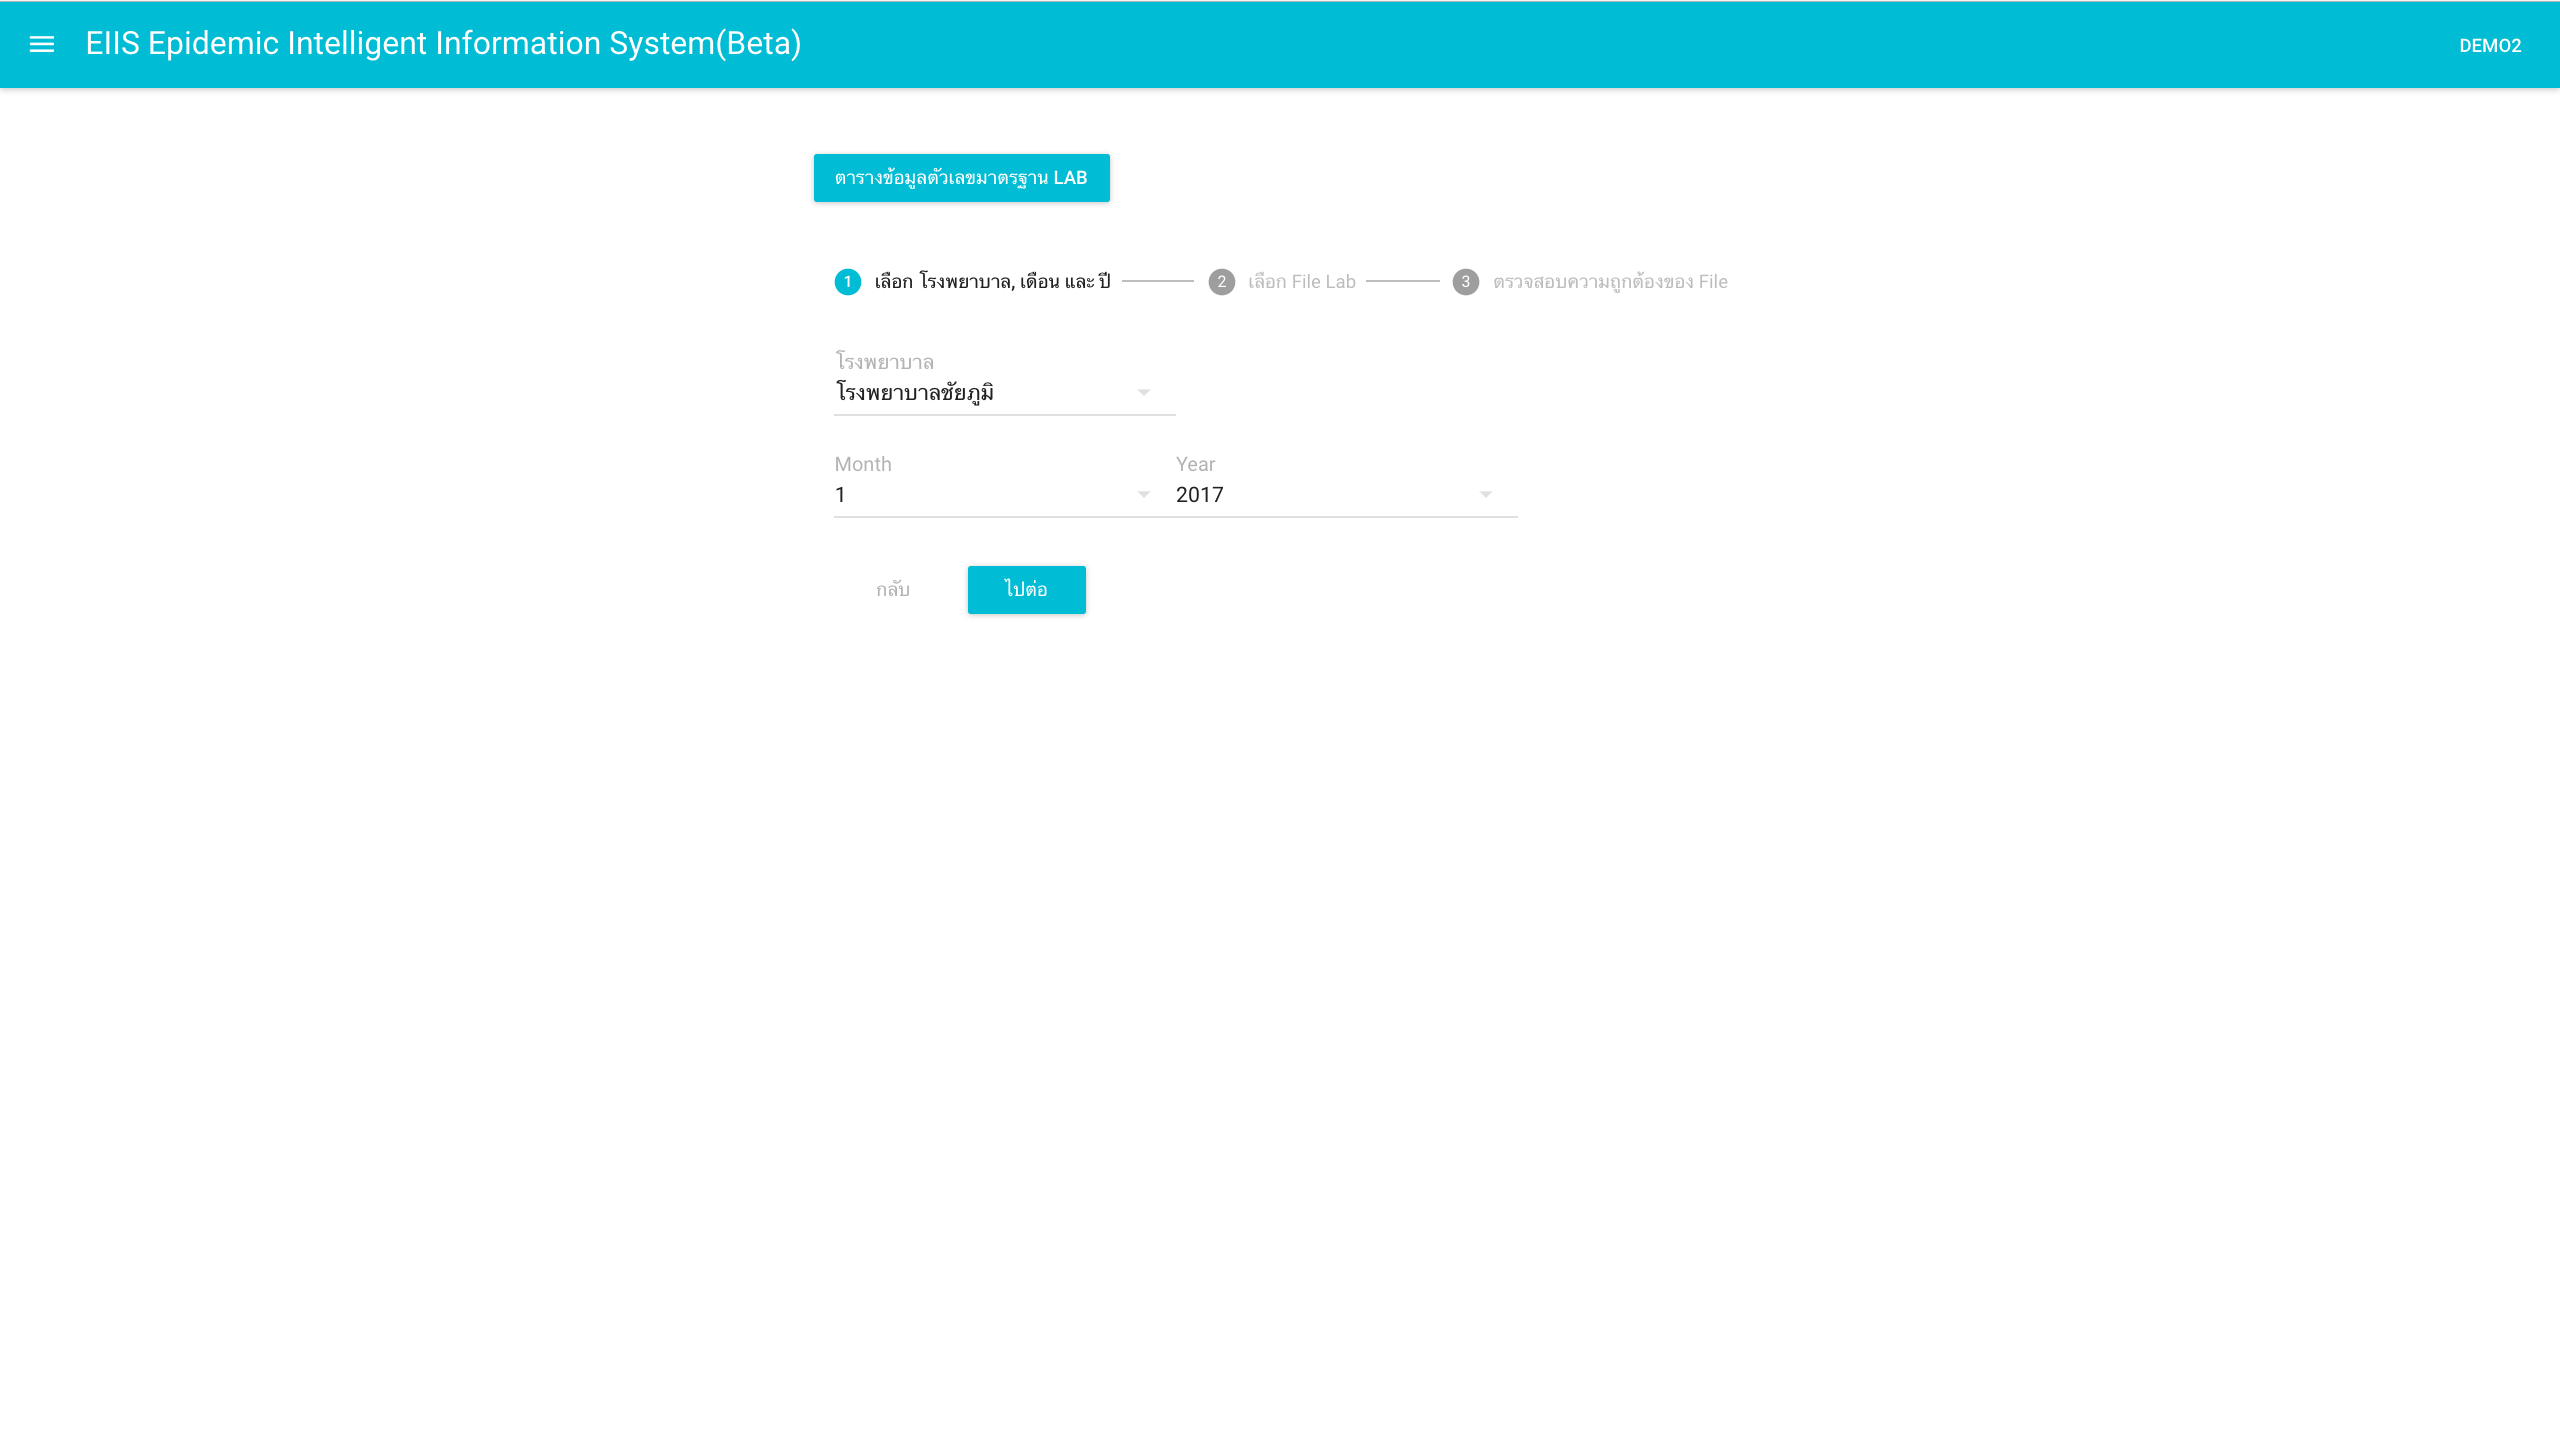 EIIS Epidemic Intelligent Information System(Beta)
DEMO2
ตารางข้อมูลตัวเลขมาตรฐาน LAB
1 เลือก โรงพยาบาล, เดือน และ ปี
2 เลือก File Lab
3 ตรวจสอบความถูกต้องของ File
โรงพยาบาล
โรงพยาบาลชัยภูมิ
Month
Year
1
2017
กลับ
ไปต่อ